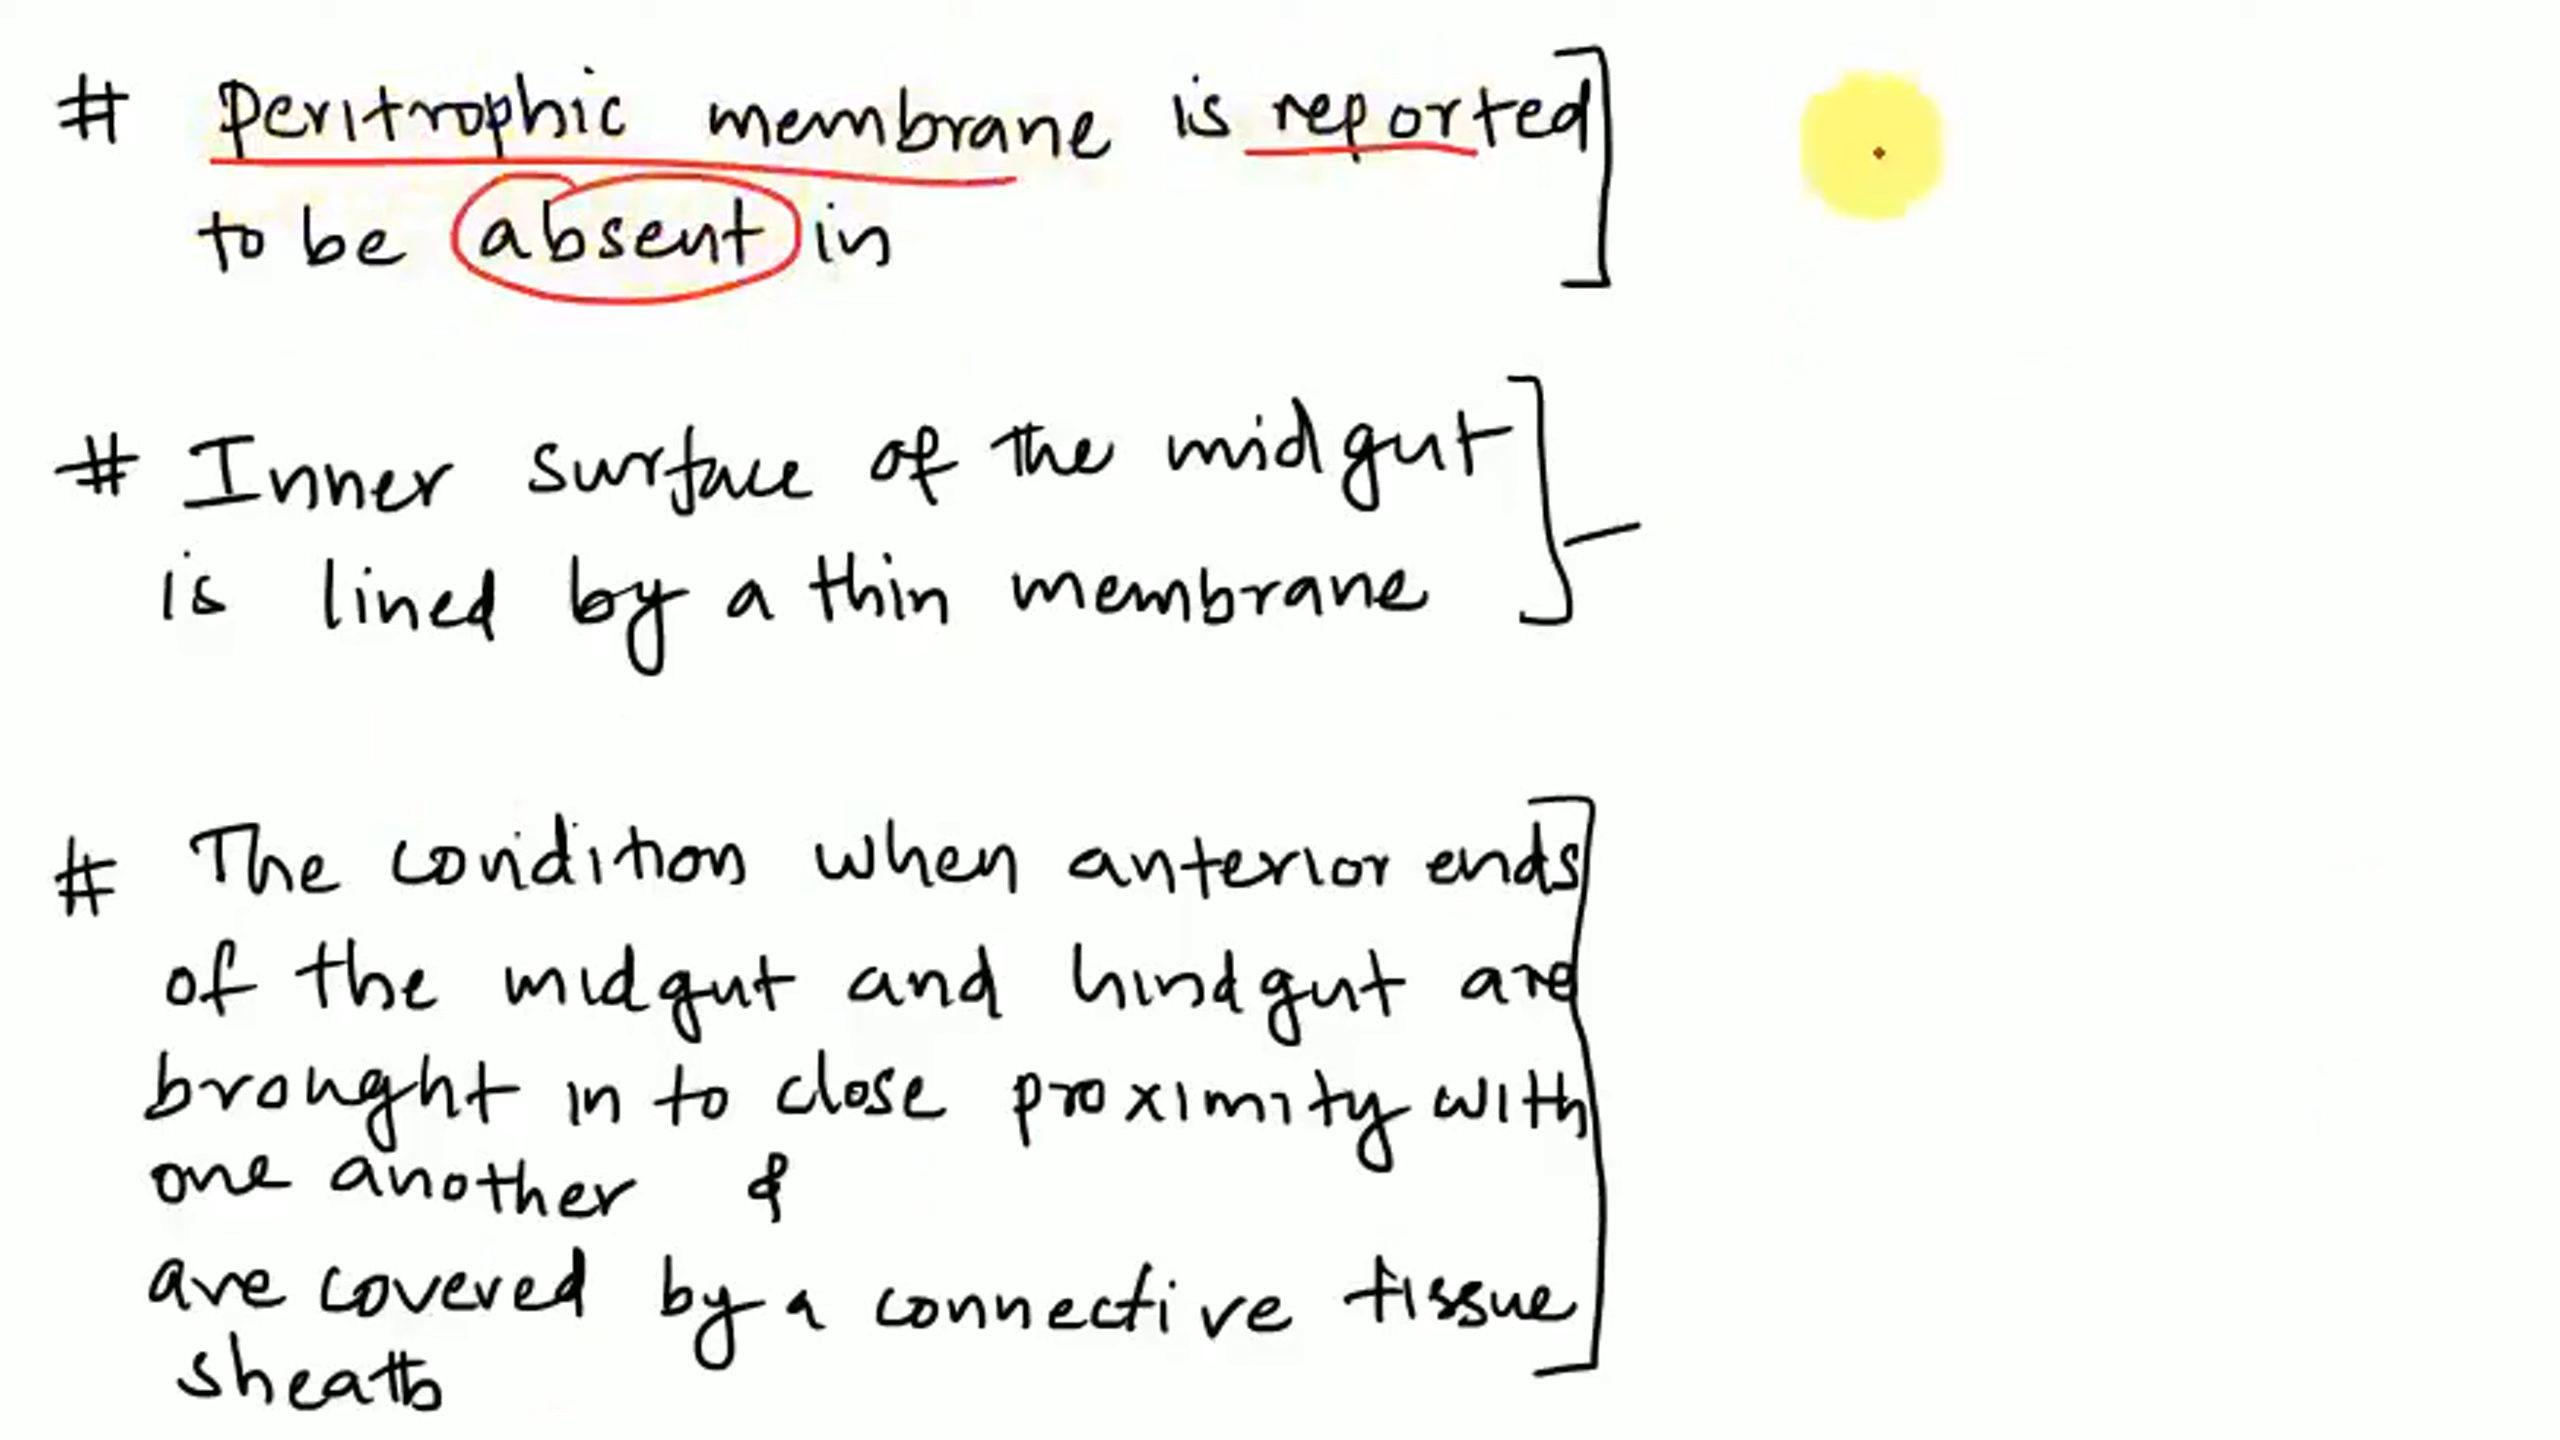 # Peritrophic membrane is reported
to be absent in
# Inner surface of the midgut
is lined by a thin membrane
# The condition when anterior ends
of the midgut and hindgut are
brought in to close proximity with
one another &
are covered by a connective tissue
sheath